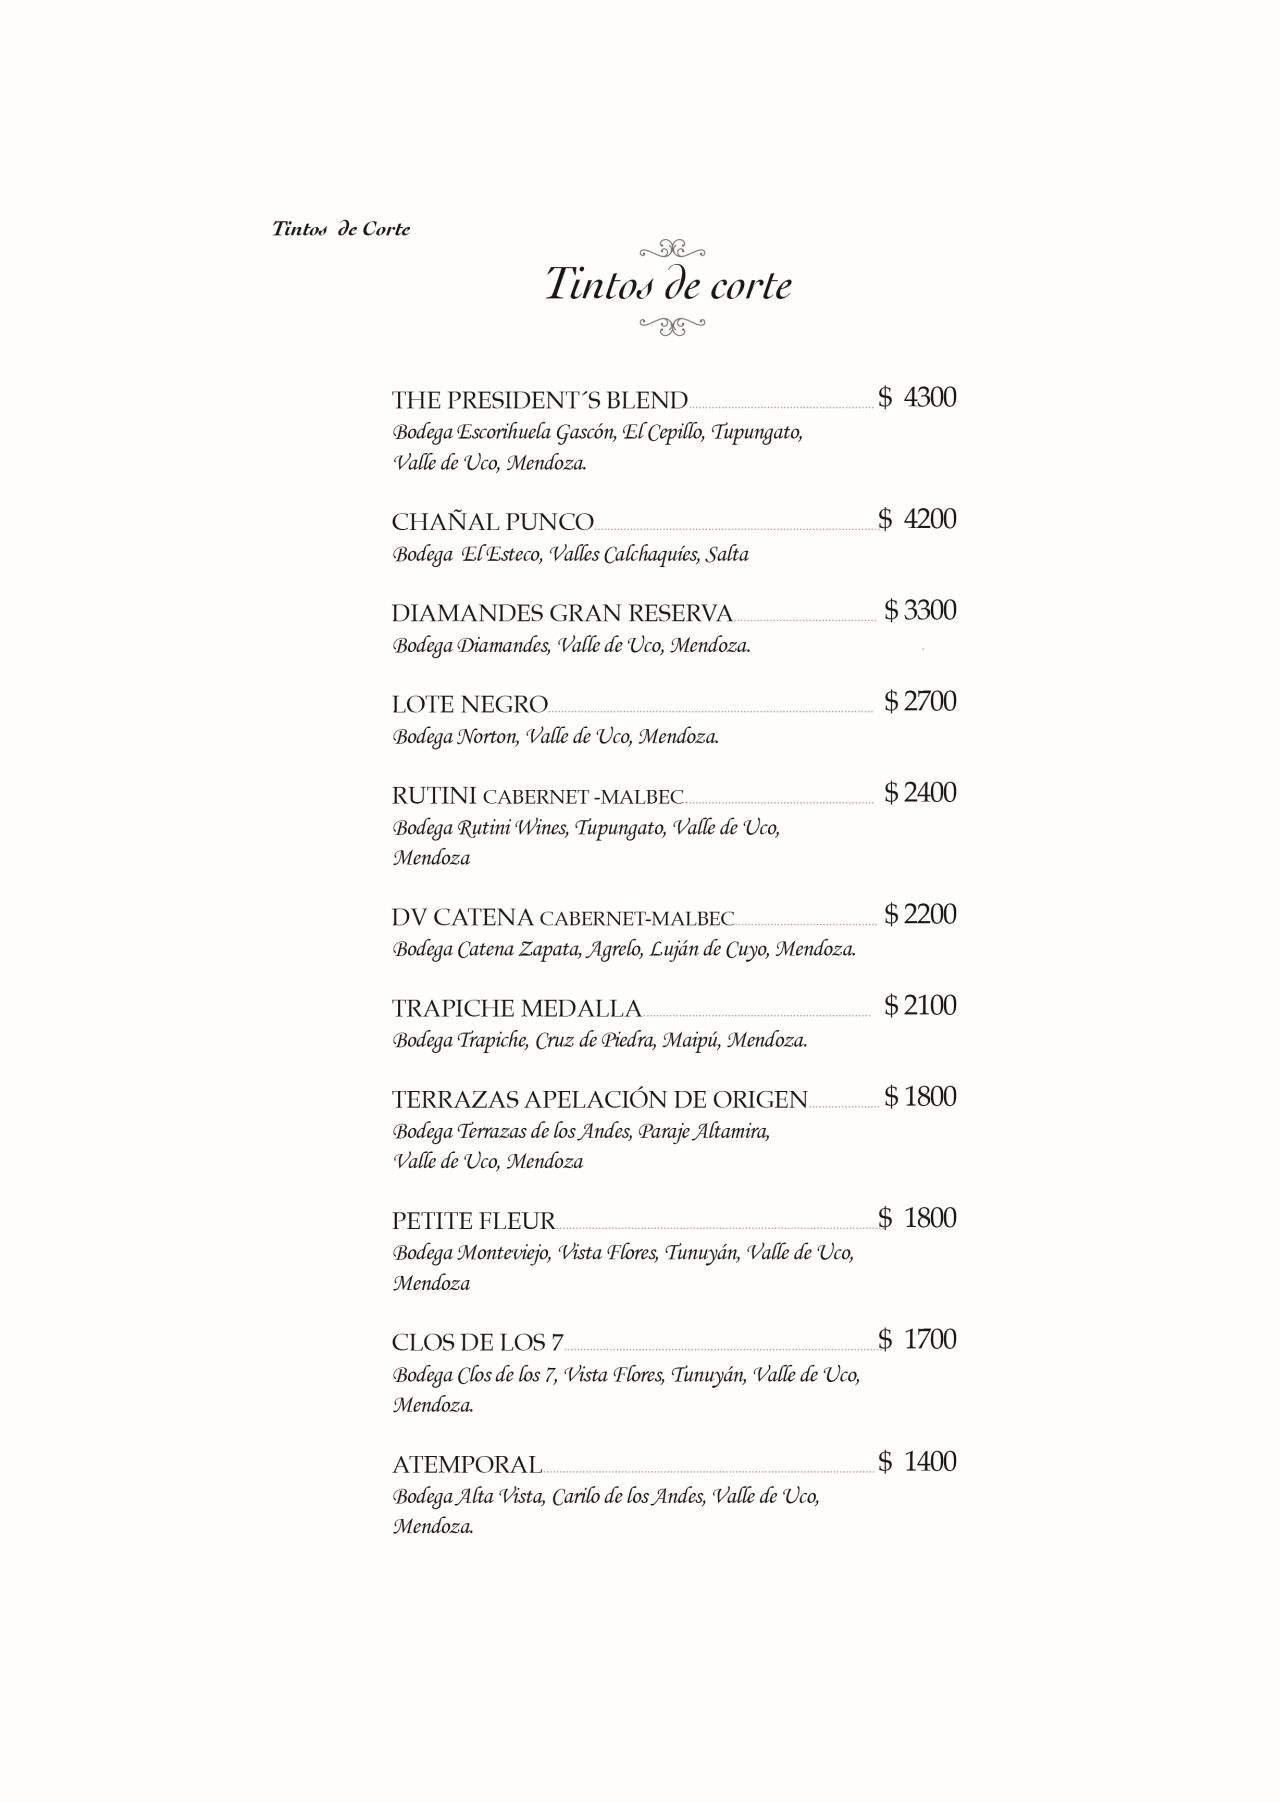 Tintos de Corte
Tintos de corte
THE PRESIDENT´S BLEND $ 4300
Bodega Escorihuela Gascón, El Cepillo, Tupungato,
Valle de Uco, Mendoza.
CHAÑAL PUNCO $ 4200
Bodega El Esteco, Valles Calchaquíes, Salta
DIAMANDES GRAN RESERVA $ 3300
Bodega Diamandes, Valle de Uco, Mendoza.
LOTE NEGRO $ 2700
Bodega Norton, Valle de Uco, Mendoza.
RUTINI CABERNET -MALBEC $ 2400
Bodega Rutini Wines, Tupungato, Valle de Uco,
Mendoza
DV CATENA CABERNET-MALBEC $ 2200
Bodega Catena Zapata, Agrelo, Luján de Cuyo, Mendoza.
TRAPICHE MEDALLA $ 2100
Bodega Trapiche, Cruz de Piedra, Maipú, Mendoza.
TERRAZAS APELACIÓN DE ORIGEN $ 1800
Bodega Terrazas de los Andes, Paraje Altamira,
Valle de Uco, Mendoza
PETITE FLEUR $ 1800
Bodega Monteviejo, Vista Flores, Tunuyán, Valle de Uco,
Mendoza
CLOS DE LOS 7 $ 1700
Bodega Clos de los 7, Vista Flores, Tunuyán, Valle de Uco,
Mendoza.
ATEMPORAL $ 1400
Bodega Alta Vista, Carilo de los Andes, Valle de Uco,
Mendoza.